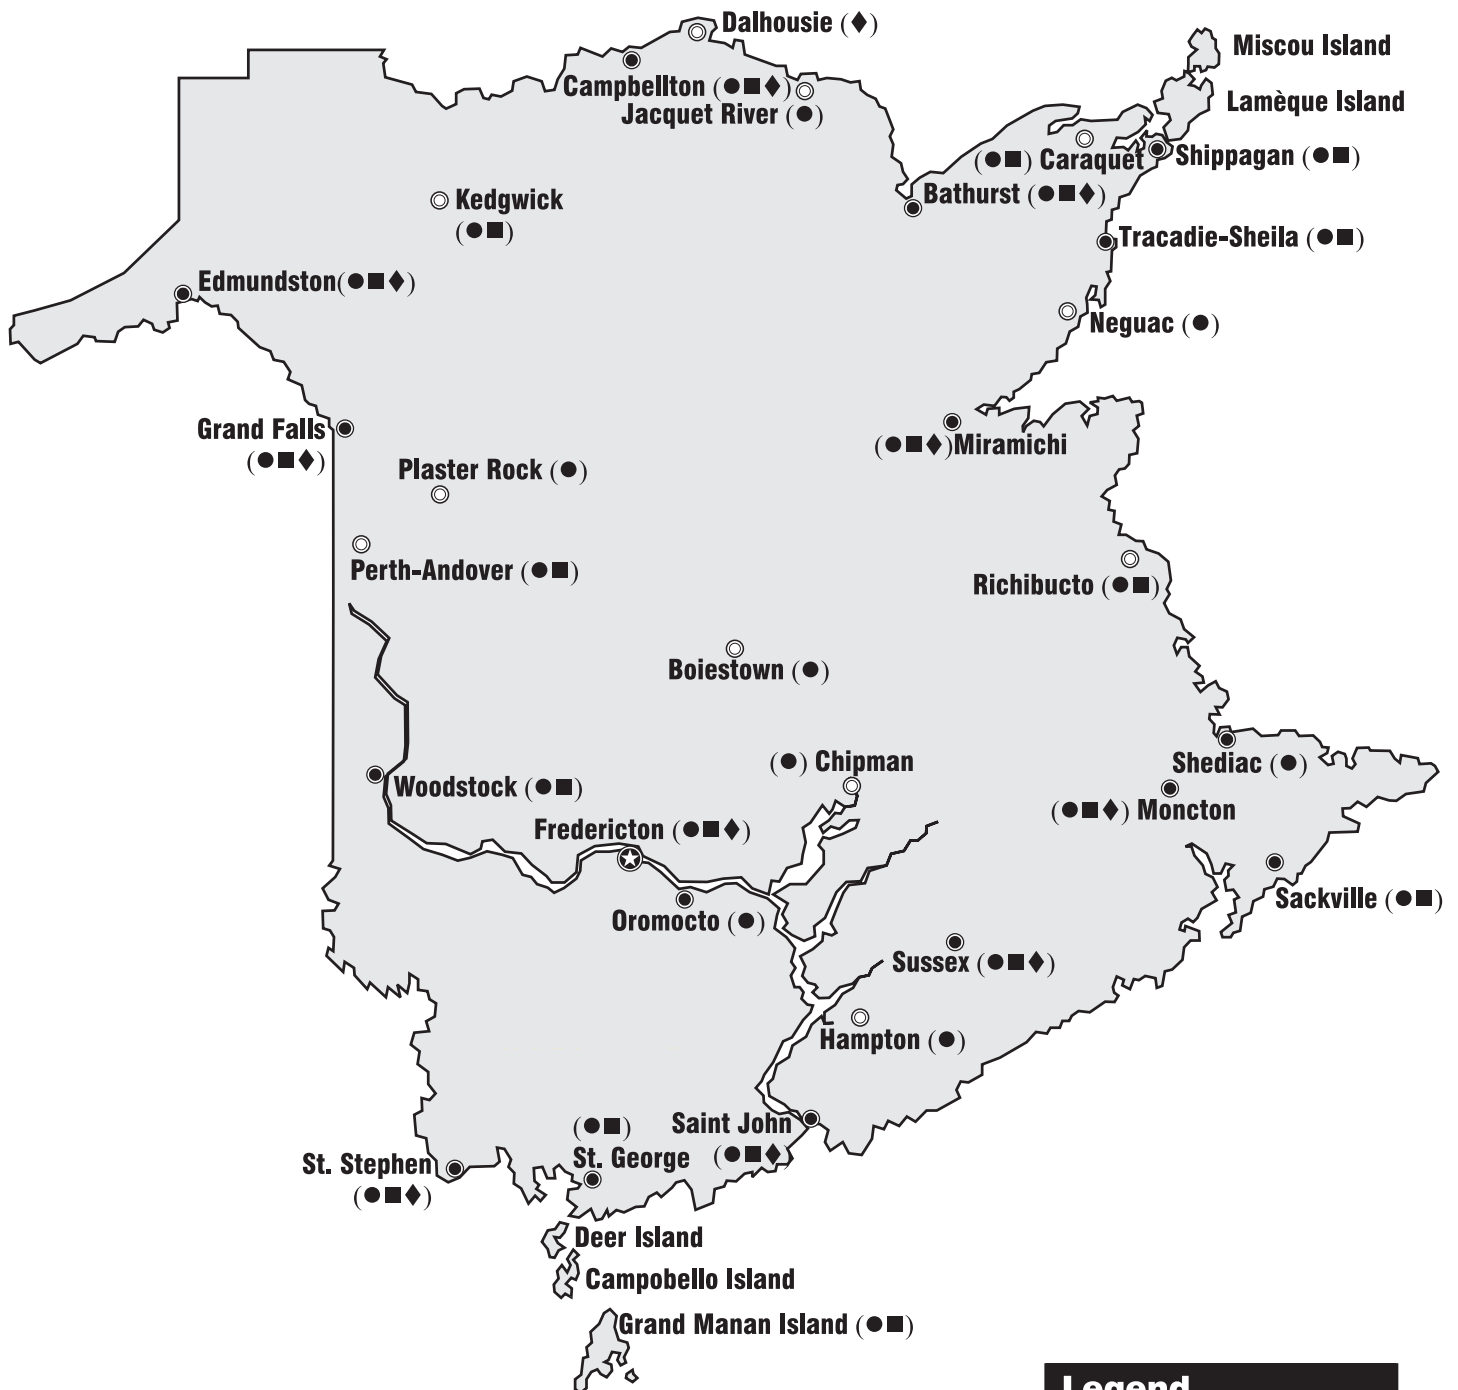 Dalhousie (♦)
Miscou Island
Campbellton (●■♦)
Lamèque Island
Jacquet River (●)
(●■) Caraquet
Shippagan (●■)
Bathurst (●■♦)
Kedgwick
(●■)
Tracadie-Sheila (●■)
Edmundston(●■♦)
Neguac (●)
Grand Falls
(●■♦)
(●■♦)Miramichi
Plaster Rock (●)
Perth-Andover (●■)
Richibucto (●■)
Boiestown (●)
(●) Chipman
Shediac (●)
Woodstock (●■)
(●■♦) Moncton
Fredericton (●■♦)
Sackville (●■)
Oromocto (●)
Sussex (●■♦)
Hampton (●)
Saint John
(●■♦)
(●■)
St. George
St. Stephen
(●■♦)
Deer Island
Campobello Island
Grand Manan Island (●■)
Legend